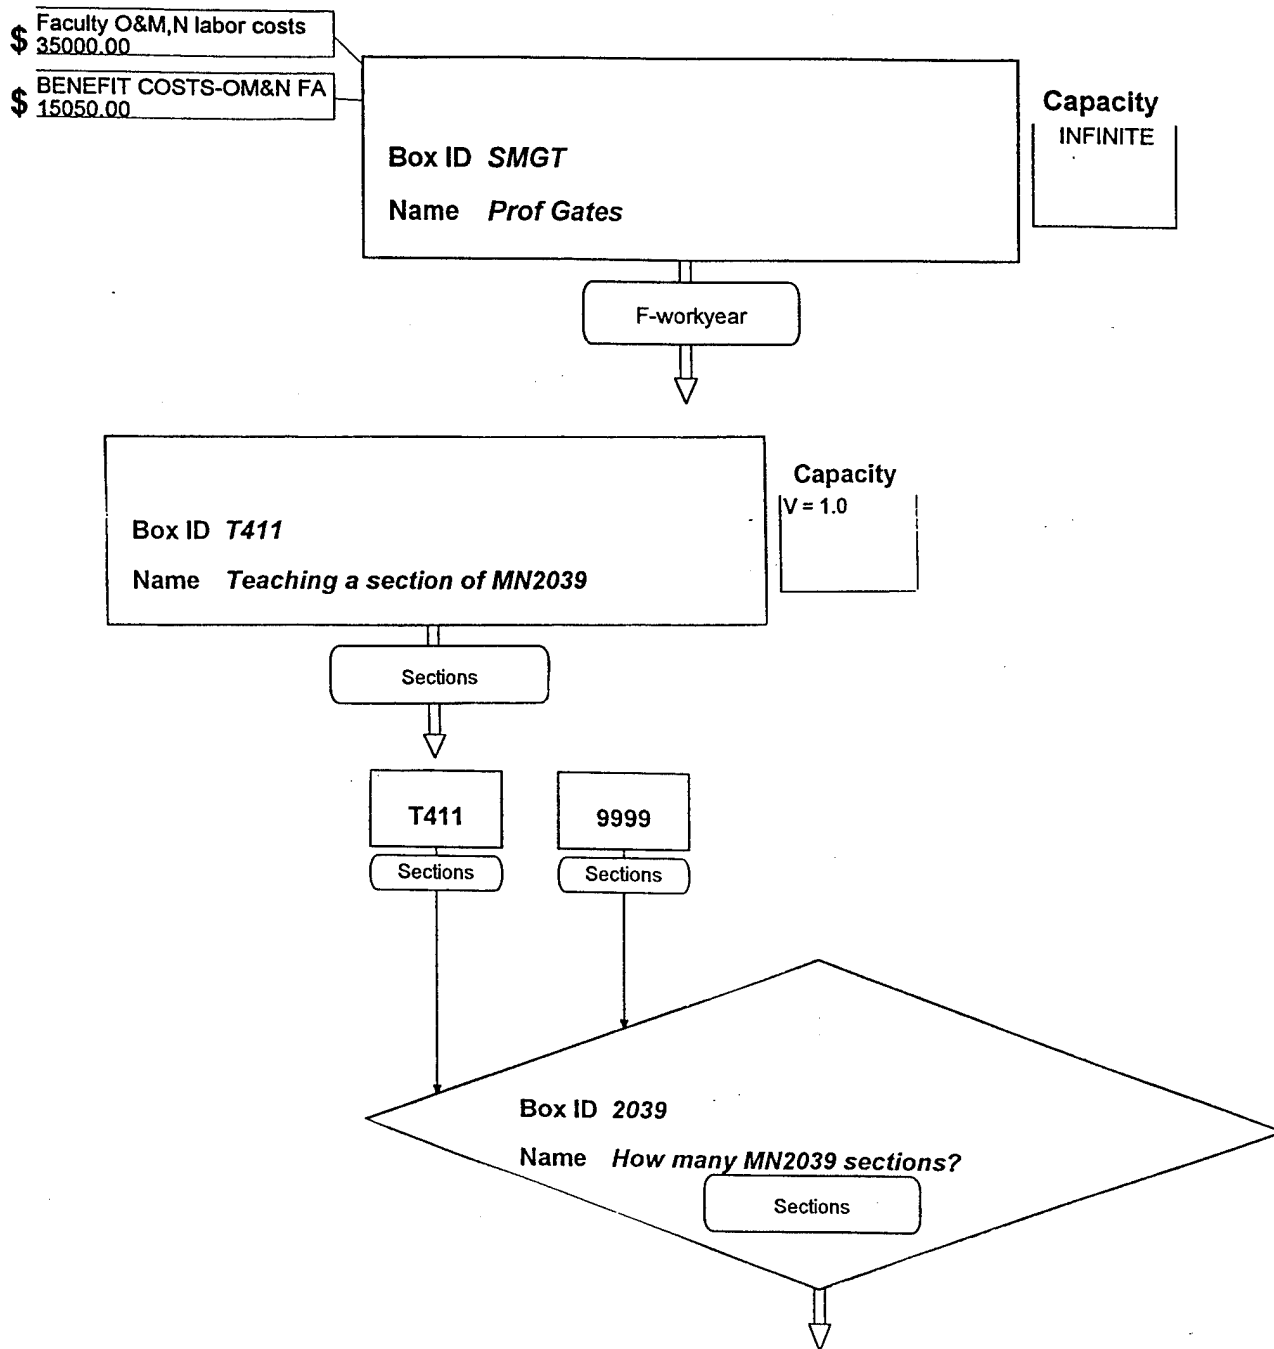 $ Faculty O&M,N labor costs
35000.00
$ BENEFIT COSTS-OM&N FA
15050.00
Box ID SMGT
Name Prof Gates
Capacity
INFINITE
F-workyear
Box ID T411
Name Teaching a section of MN2039
Capacity
V = 1.0
Sections
T411
9999
Sections
Sections
Box ID 2039
Name How many MN2039 sections?
Sections